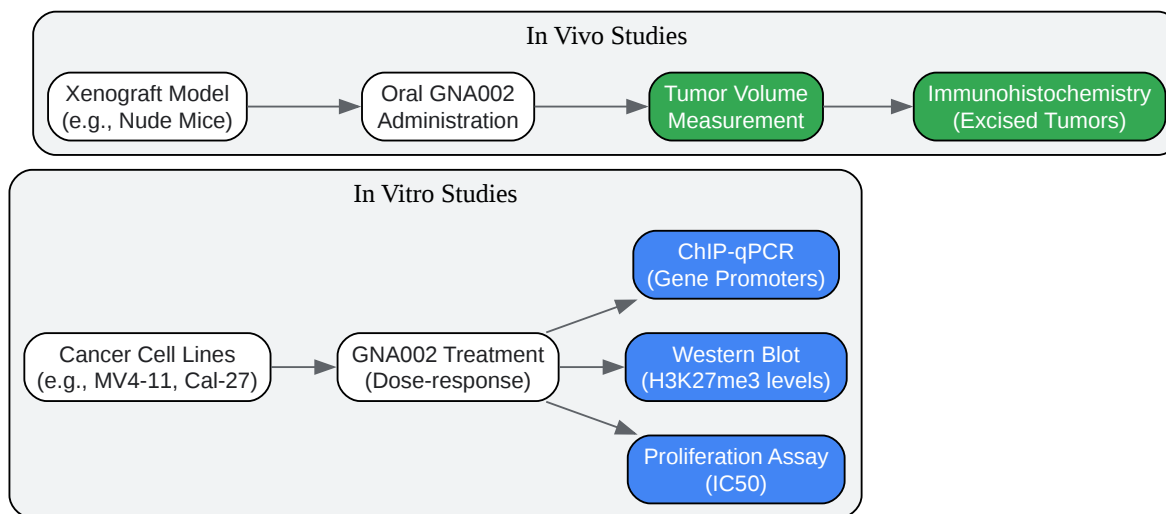 In Vivo Studies
Xenograft Model
(e.g., Nude Mice)
Oral GNA002
Administration
Tumor Volume
Measurement
Immunohistochemistry
(Excised Tumors)
In Vitro Studies
Cancer Cell Lines
(e.g., MV4-11, Cal-27)
GNA002 Treatment
(Dose-response)
ChIP-qPCR
(Gene Promoters)
Western Blot
(H3K27me3 levels)
Proliferation Assay
(IC50)